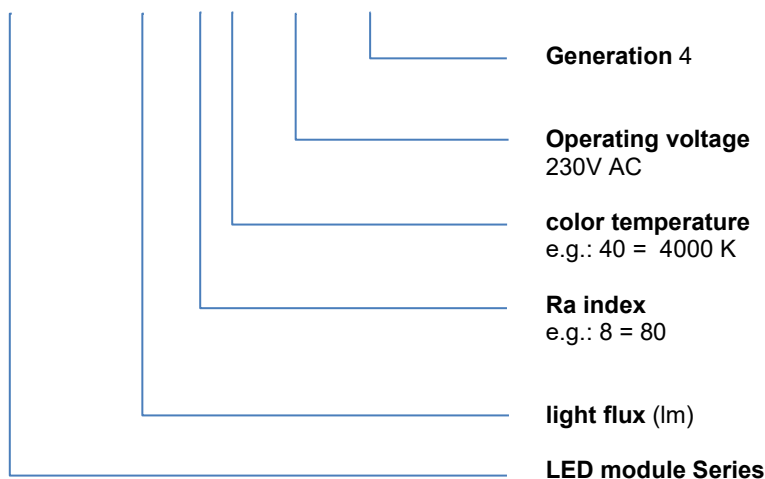 Generation 4
Operating voltage
230V AC
color temperature
e.g.: 40 = 4000 K
Ra index
e.g.: 8 = 80
light flux (lm)
LED module Series